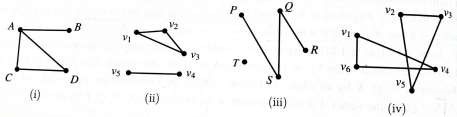 A B
C D
(i)
v₁ v₂
v₃
v₅ v₄
(ii)
P Q
R
T S
(iii)
v₂ v₃
v₁
v₆ v₄
v₅
(iv)